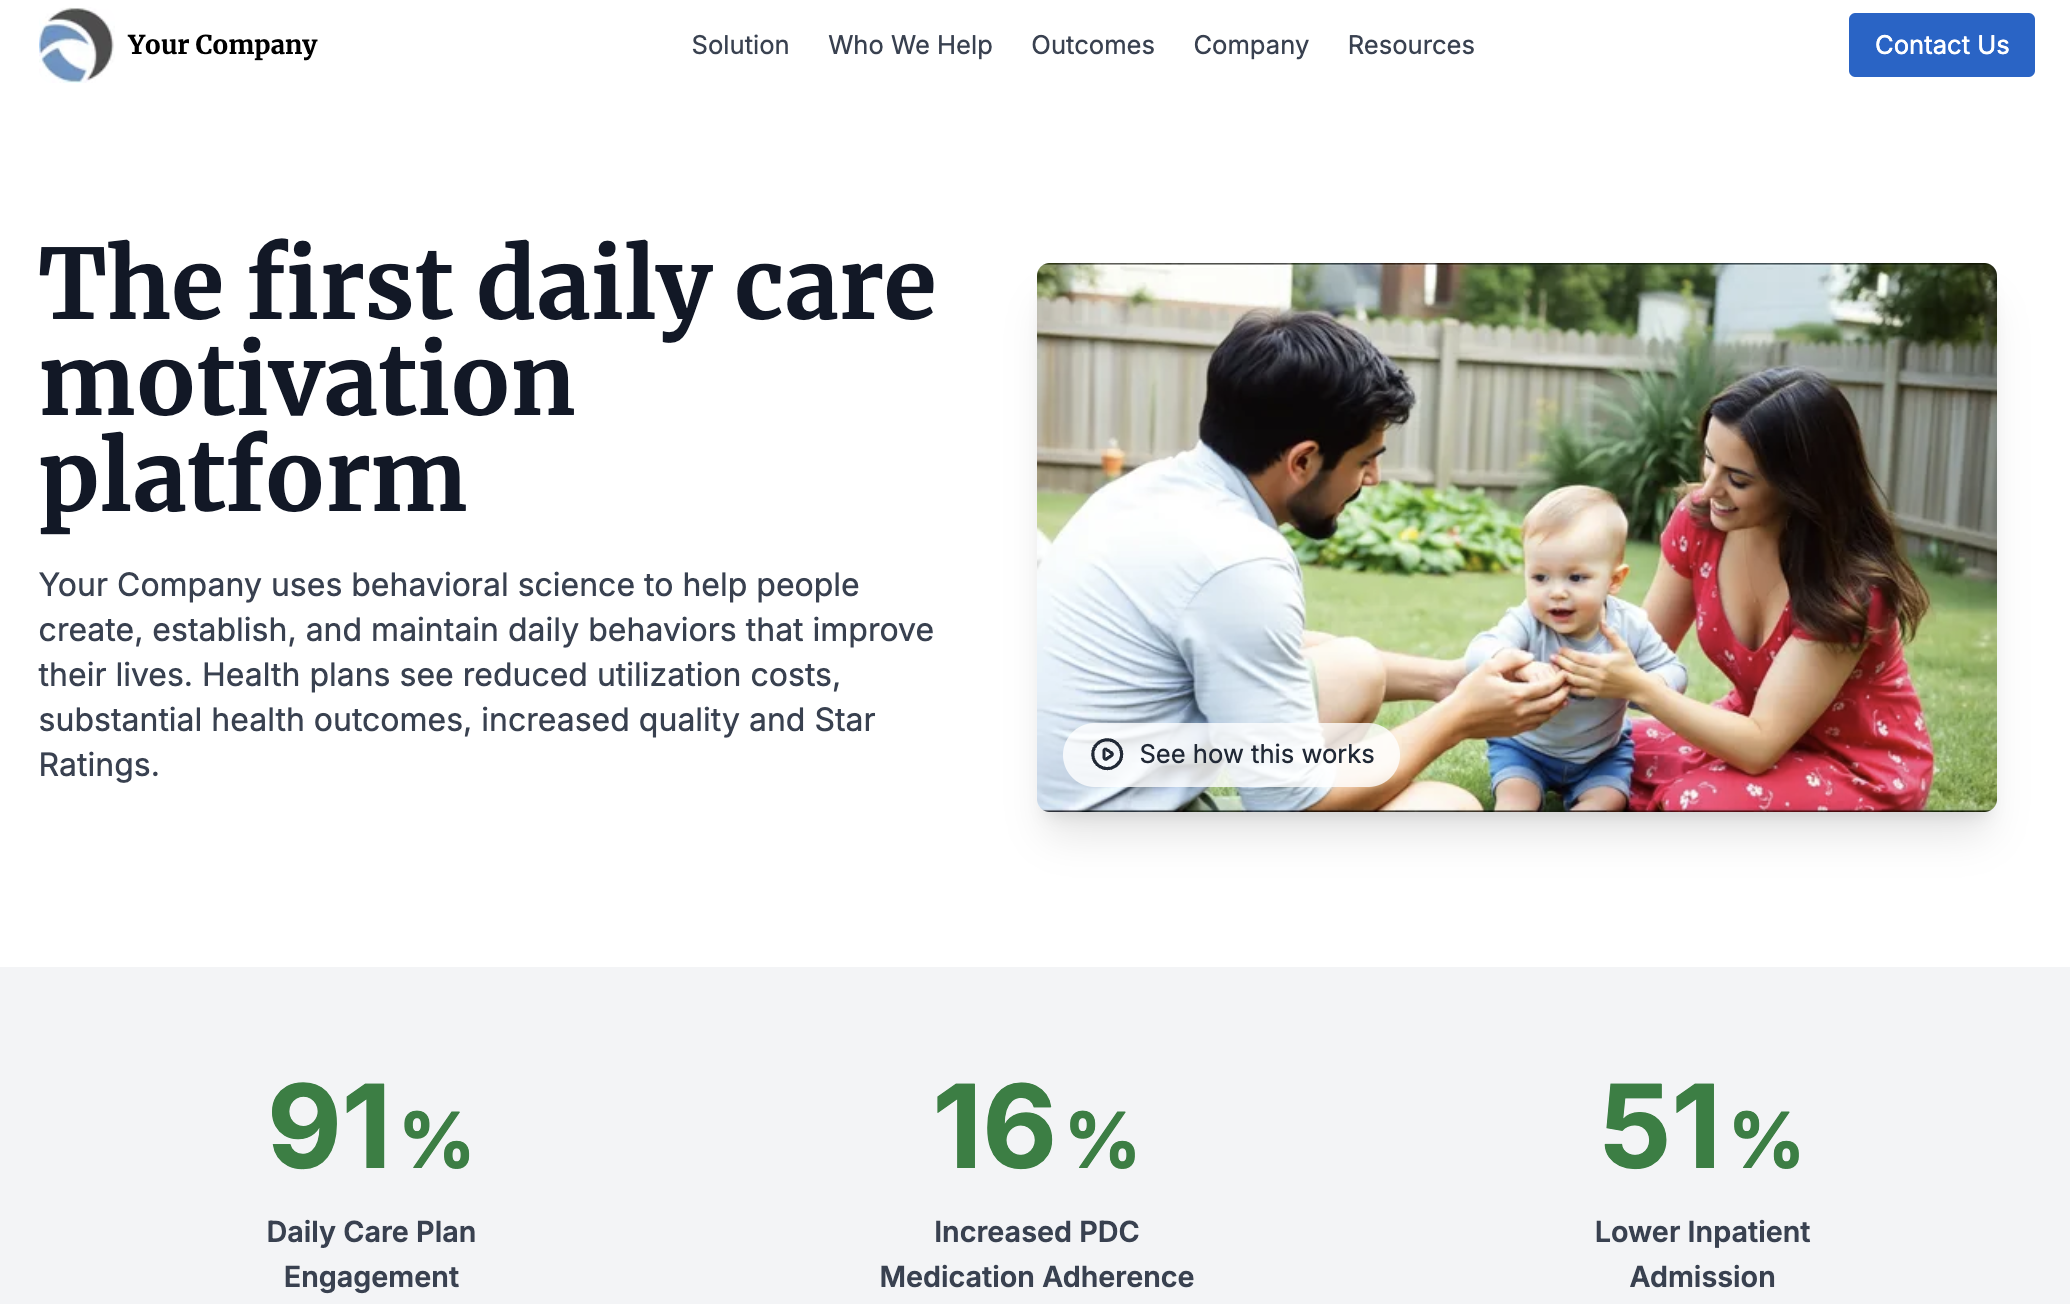 Your Company
Solution
Who We Help
Outcomes
Company
Resources
Contact Us
The first daily care
motivation
platform
Your Company uses behavioral science to help people
create, establish, and maintain daily behaviors that improve
their lives. Health plans see reduced utilization costs,
substantial health outcomes, increased quality and Star
Ratings.
See how this works
91%
Daily Care Plan
Engagement
16%
Increased PDC
Medication Adherence
51%
Lower Inpatient
Admission